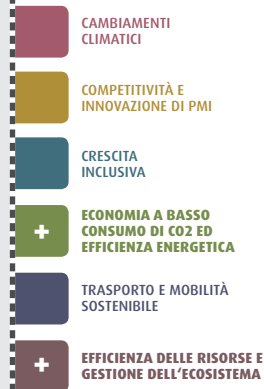 CAMBIAMENTI
CLIMATICI
COMPETITIVITÀ E
INNOVAZIONE DI PMI
CRESCITA
INCLUSIVA
+ ECONOMIA A BASSO
CONSUMO DI CO2 ED
EFFICIENZA ENERGETICA
TRASPORTO E MOBILITÀ
SOSTENIBILE
+ EFFICIENZA DELLE RISORSE E
GESTIONE DELL'ECOSISTEMA